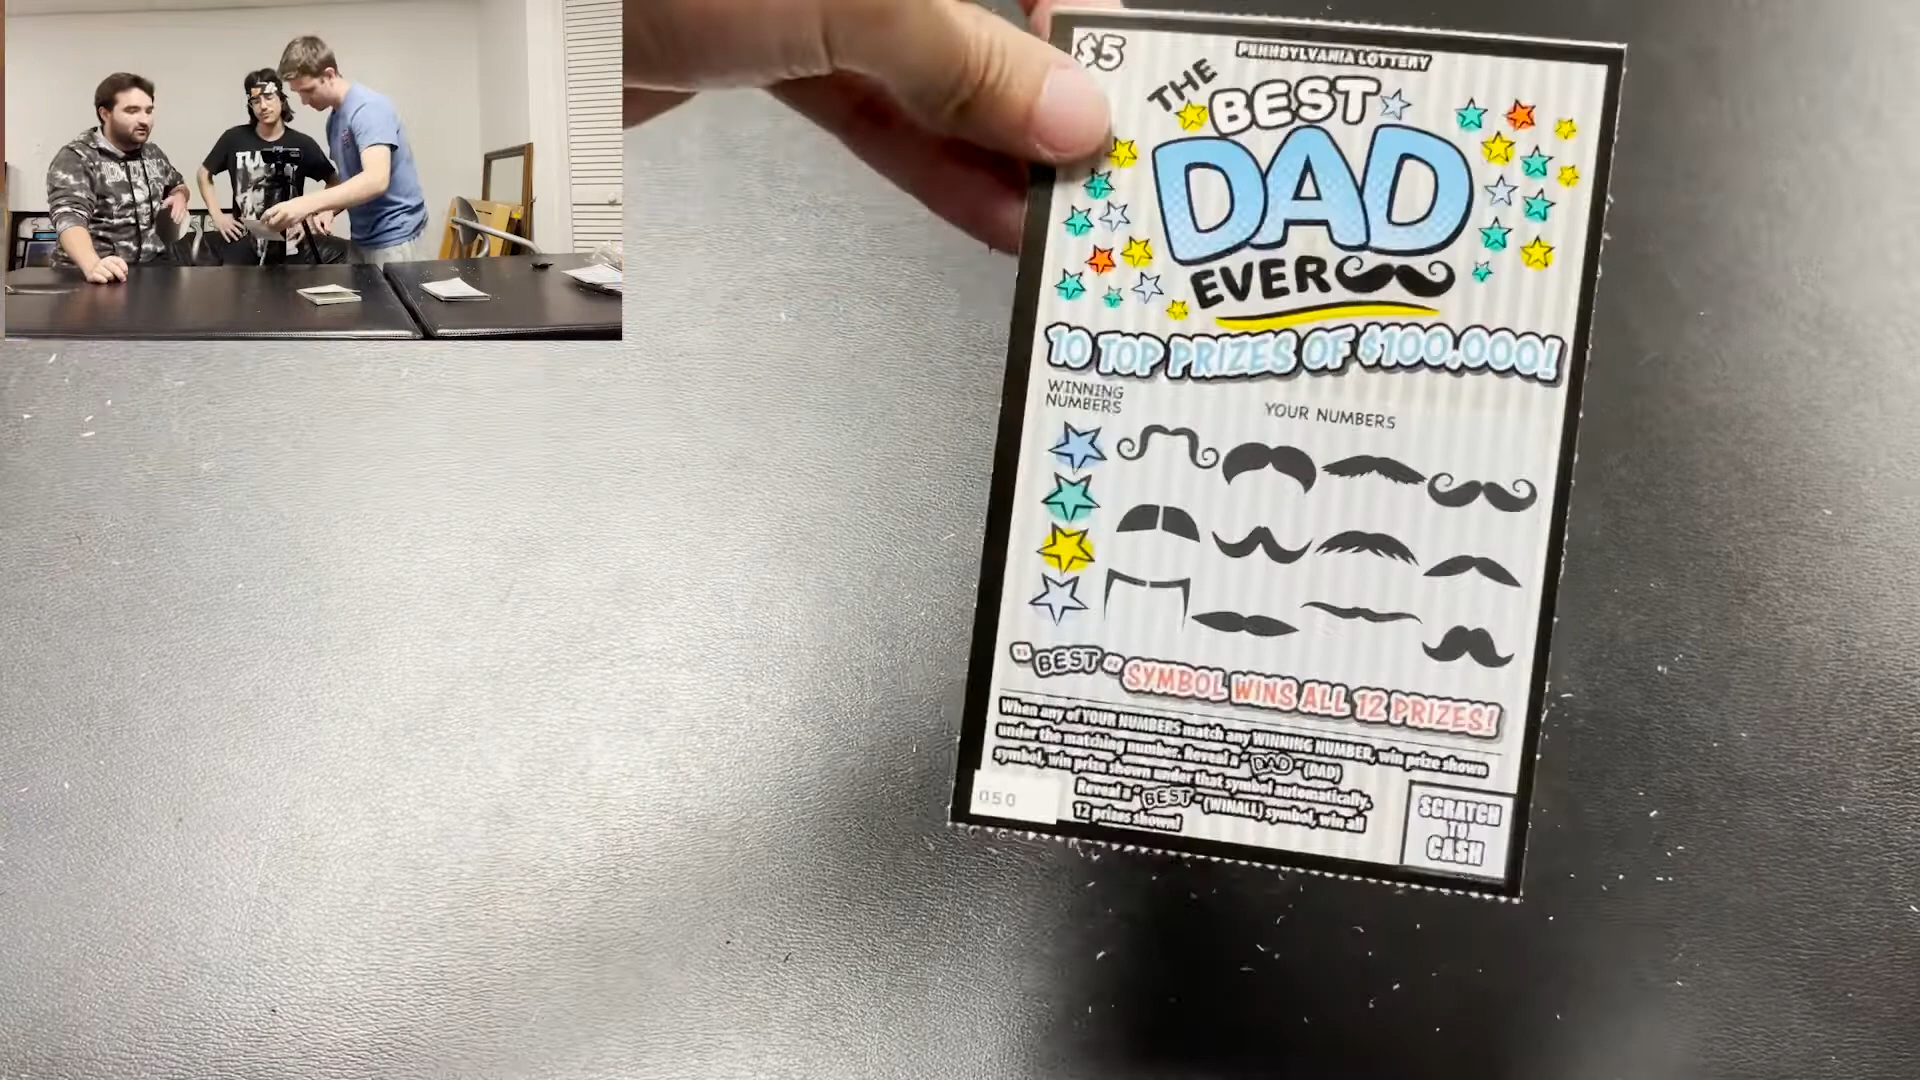 $5
PENNSYLVANIA LOTTERY
THE
BEST
DAD
EVER
10 TOP PRIZES OF $100,000!
WINNING
NUMBERS
YOUR NUMBERS
"BEST" SYMBOL WINS ALL 12 PRIZES!
When any of YOUR NUMBERS match any WINNING NUMBER, win prize shown
under the matching number. Reveal a "DAD" (DAD)
symbol, win prize shown under that symbol automatically.
Reveal a "BEST" (WINALL) symbol, win all
12 prizes shown!
050
SCRATCH
TO
CASH